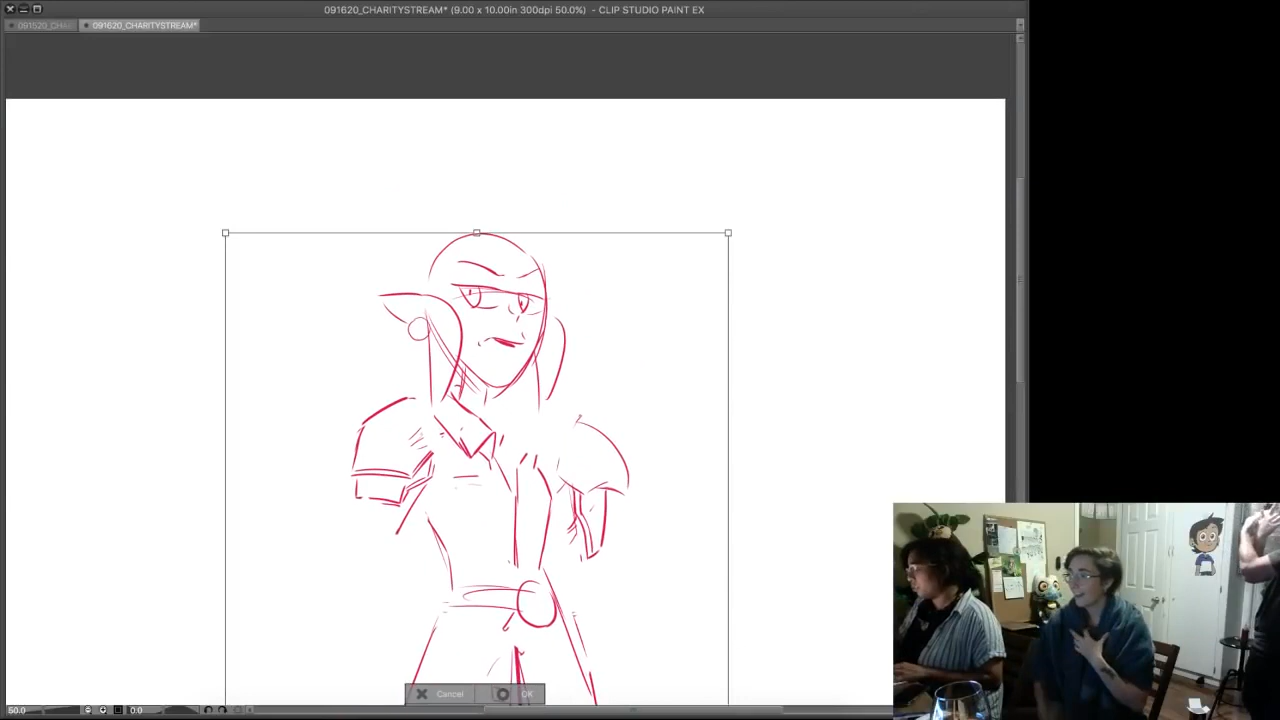 091620_CHARITYSTREAM* (9.00 x 10.00in 300dpi 50.0%) - CLIP STUDIO PAINT EX
091520_CHA
091620_CHARITYSTREAM*
Cancel
OK
50.0
0.0